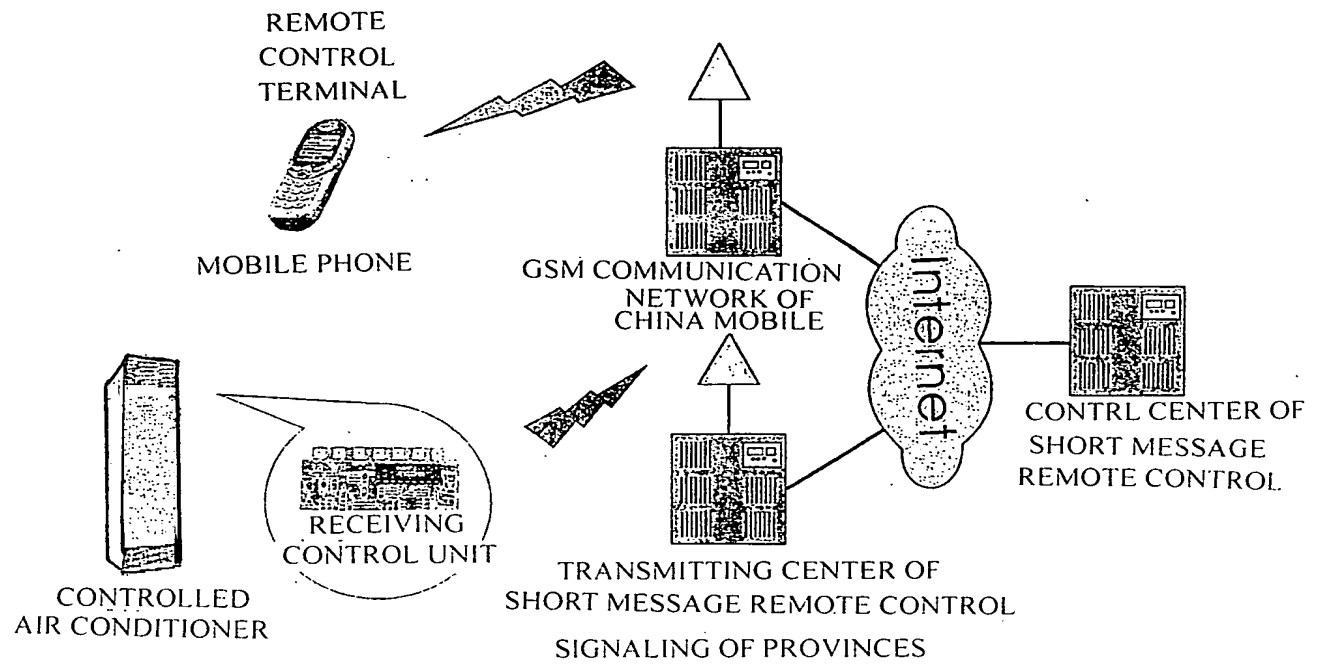 REMOTE
CONTROL
TERMINAL
MOBILE PHONE
GSM COMMUNICATION
NETWORK OF
CHINA MOBILE
Internet
CONTRL CENTER OF
SHORT MESSAGE
REMOTE CONTROL
RECEIVING
CONTROL UNIT
CONTROLLED
AIR CONDITIONER
TRANSMITTING CENTER OF
SHORT MESSAGE REMOTE CONTROL
SIGNALING OF PROVINCES